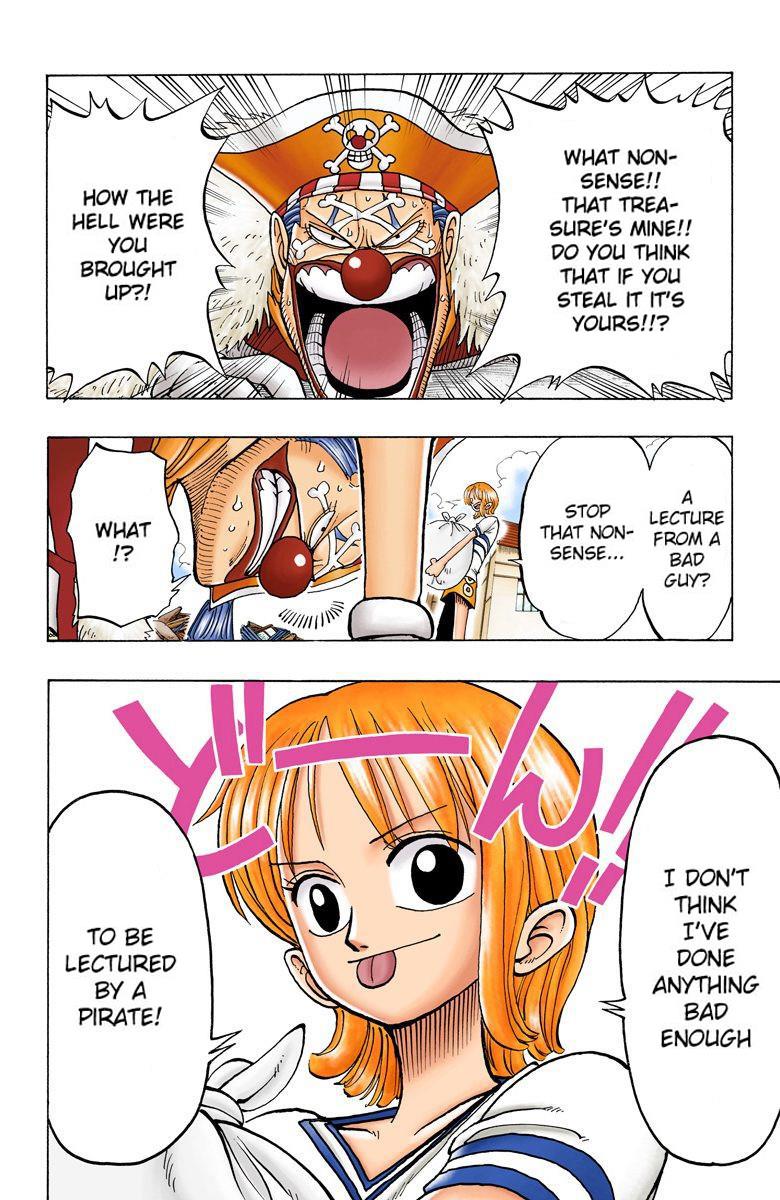 WHAT NON-
SENSE!!
THAT TREA-
SURE'S MINE!!
DO YOU THINK
THAT IF YOU
STEAL IT IT'S
YOURS!!?
HOW THE
HELL WERE
YOU
BROUGHT
UP?!
A
LECTURE
FROM A
BAD
GUY?
STOP
THAT NON-
SENSE...
WHAT
!?
どーん!!
I DON'T
THINK
I'VE
DONE
ANYTHING
BAD
ENOUGH
TO BE
LECTURED
BY A
PIRATE!